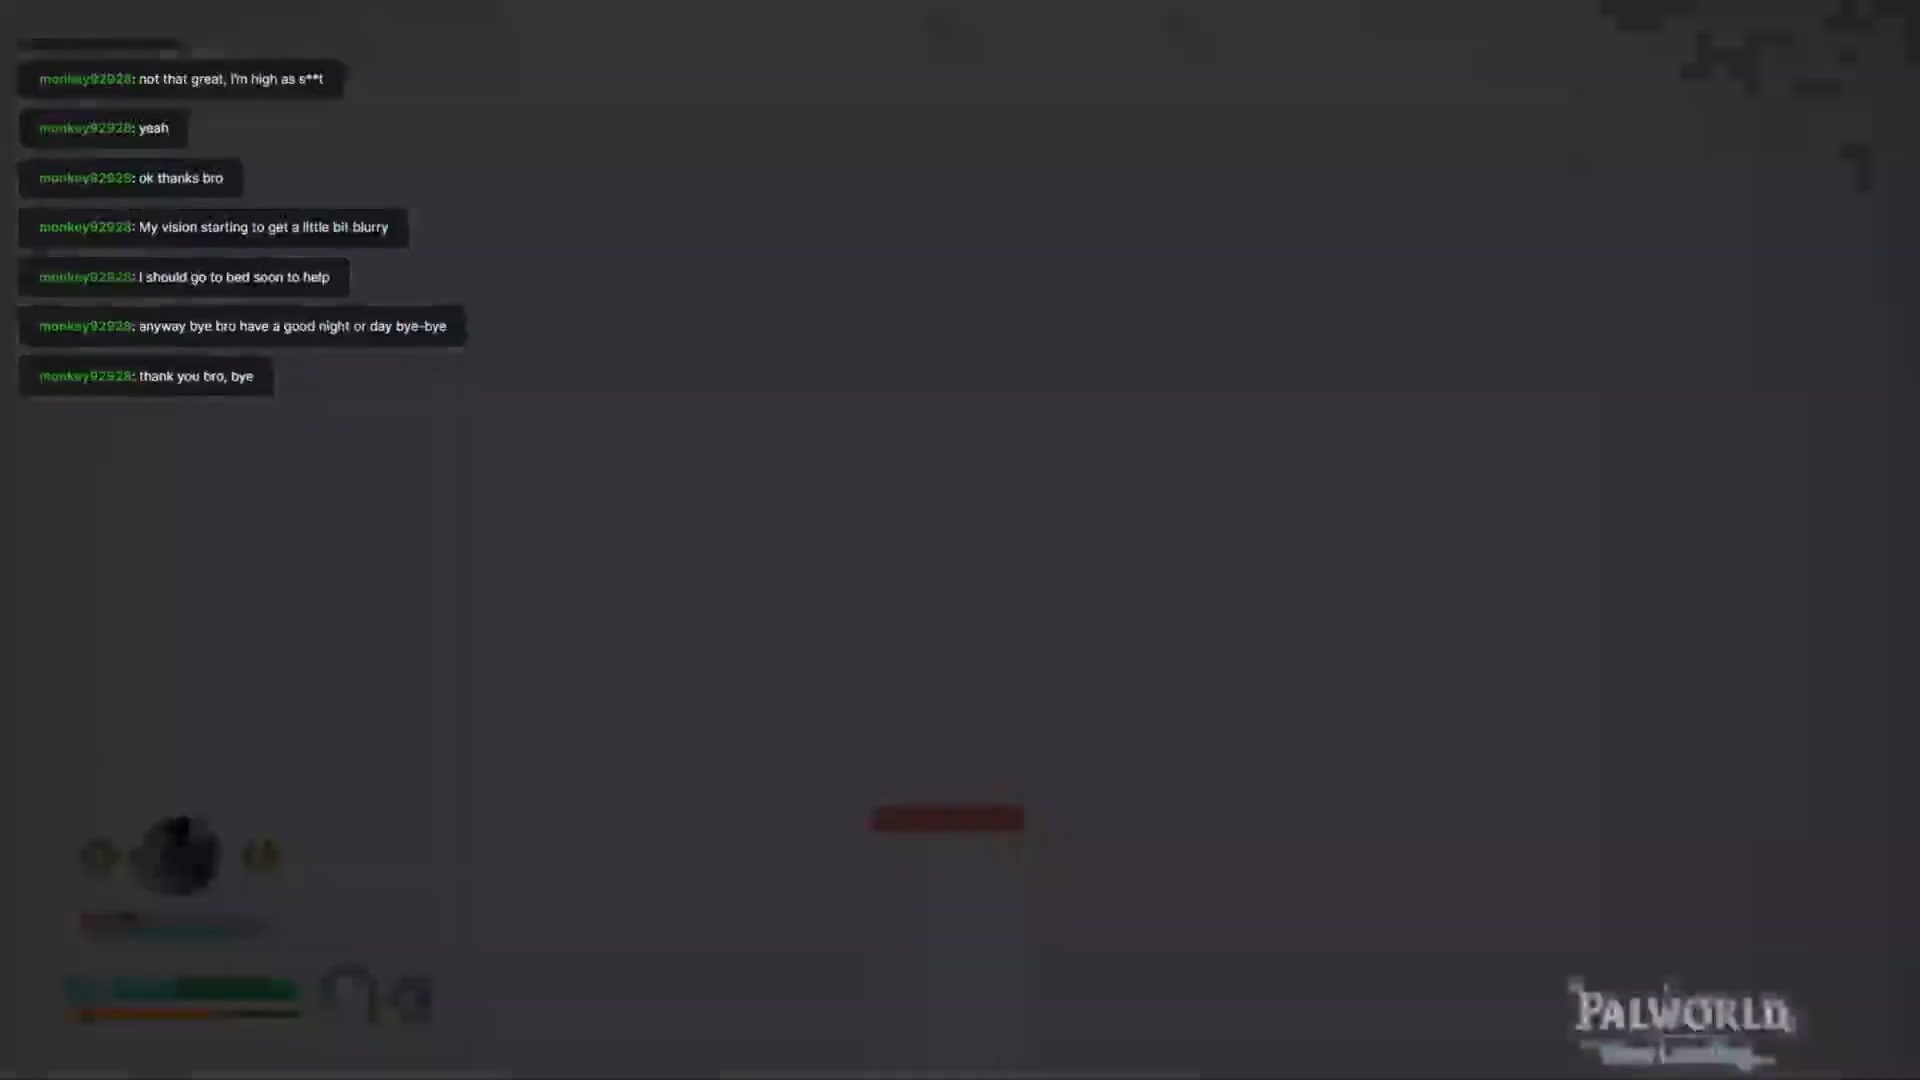 monkey92928: not that great, I'm high as s**t
monkey92928: yeah
monkey92928: ok thanks bro
monkey92928: My vision starting to get a little bit blurry
monkey92928: I should go to bed soon to help
monkey92928: anyway bye bro have a good night or day bye-bye
monkey92928: thank you bro, bye
PALWORLD
Now Loading...